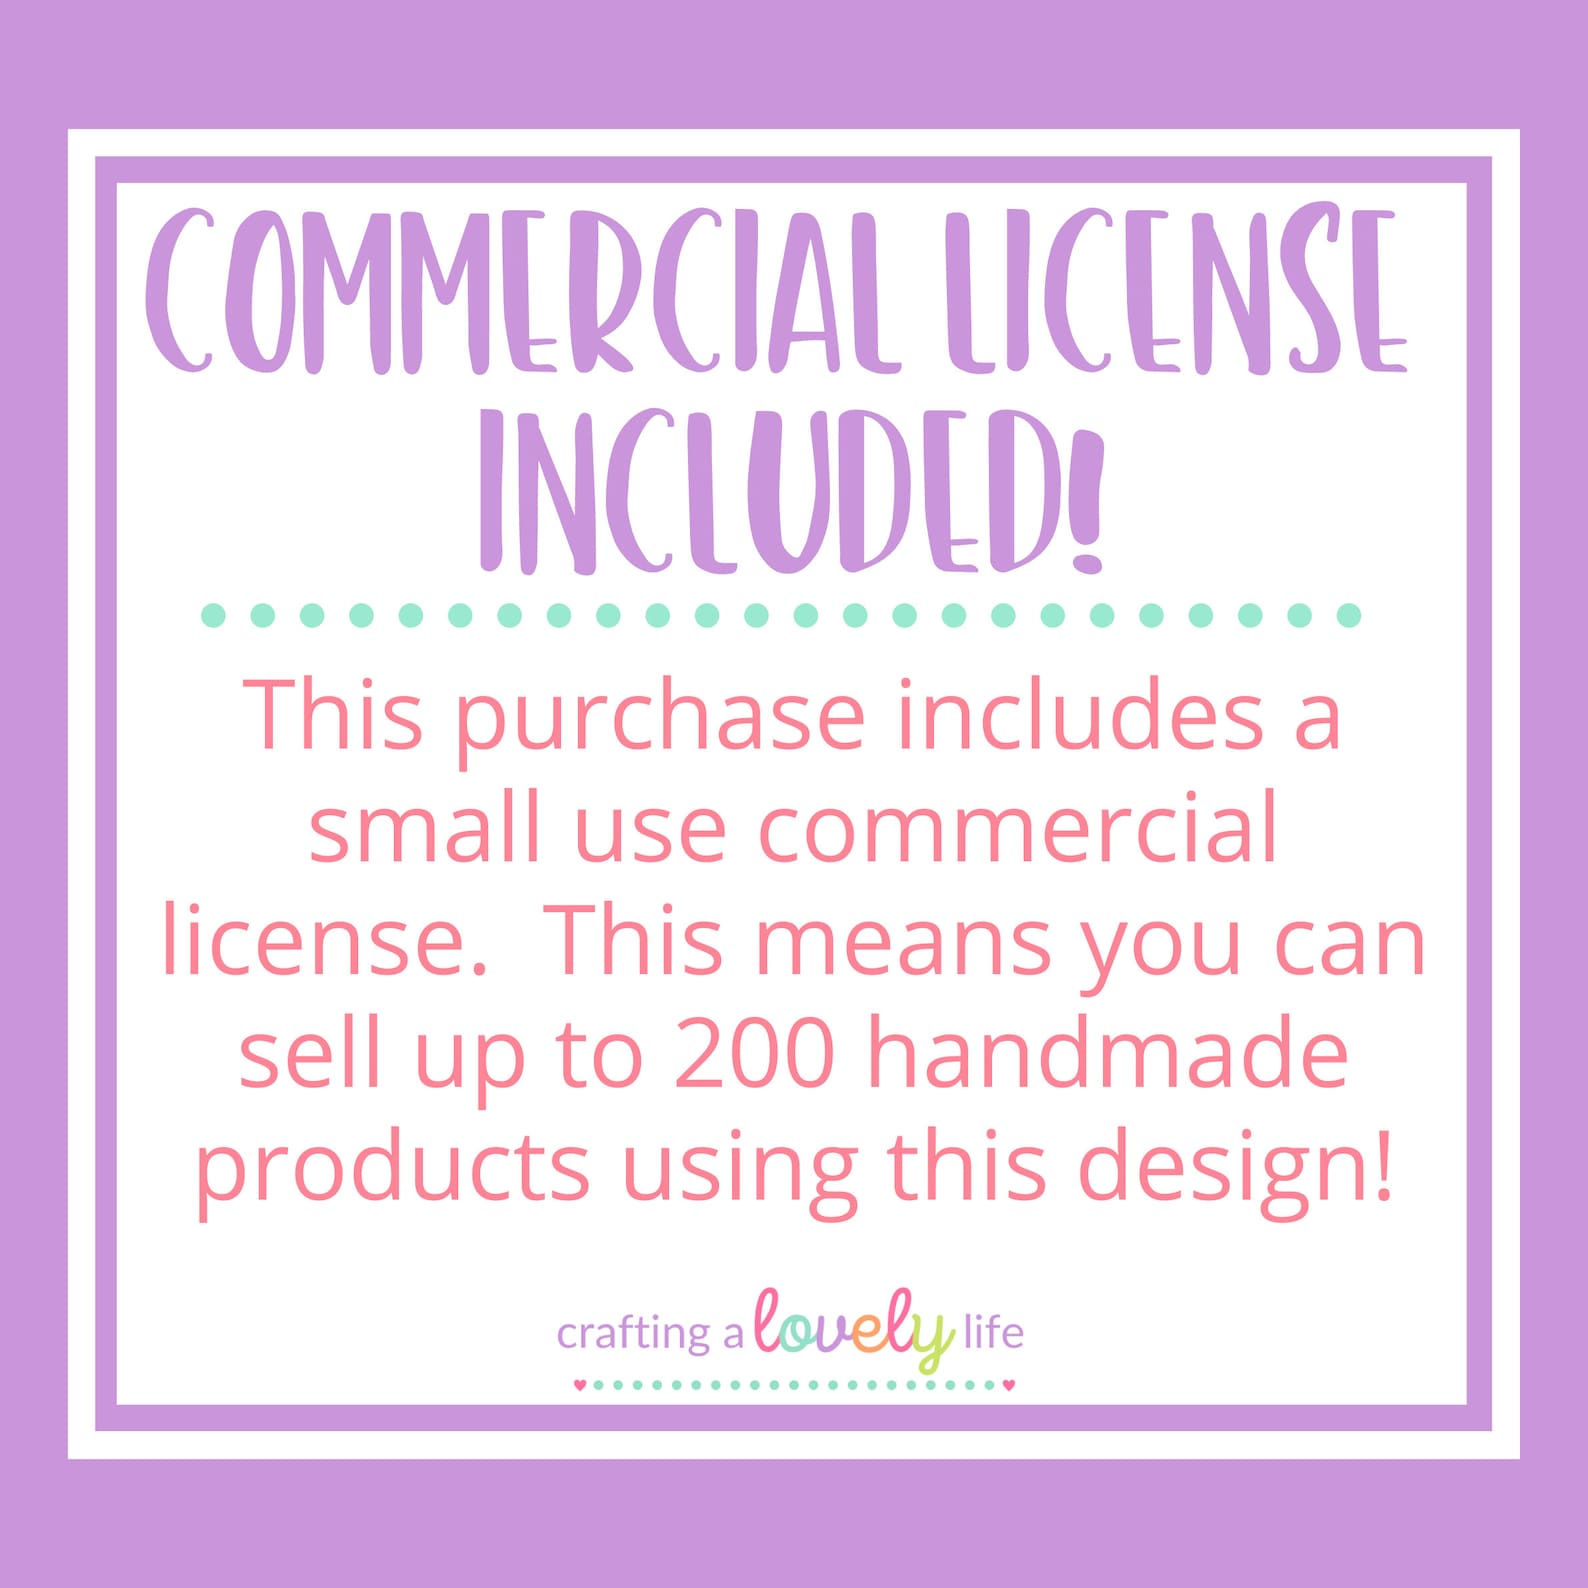 COMMERCIAL LICENSE
INCLUDED!
This purchase includes a
small use commercial
license.  This means you can
sell up to 200 handmade
products using this design!
crafting a lovely life